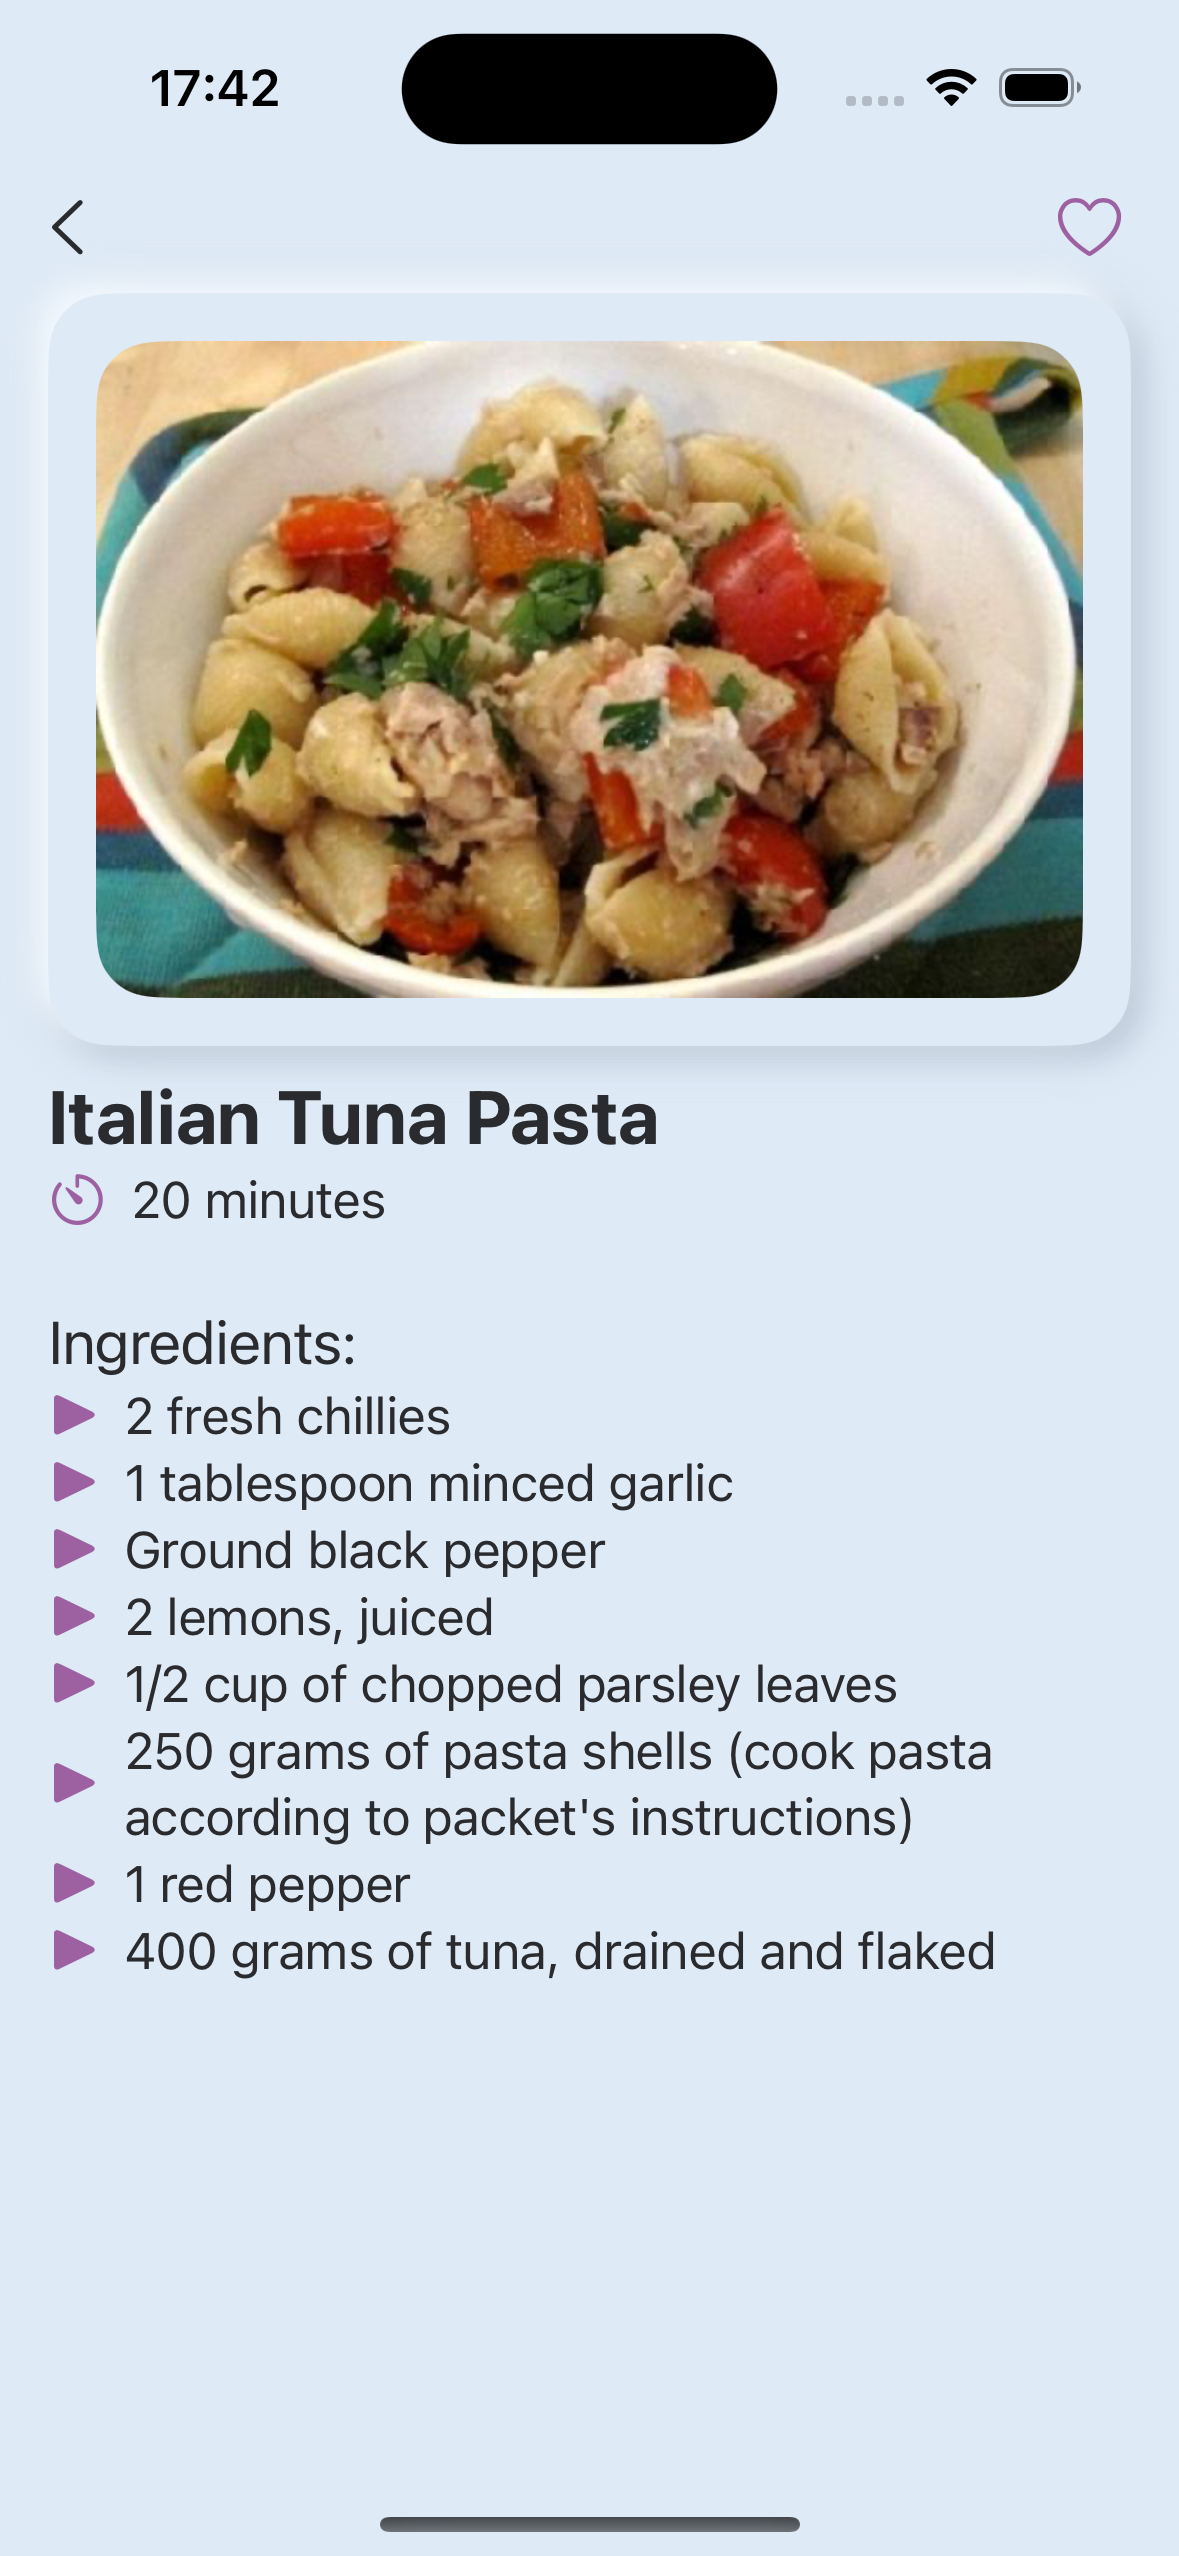 17:42
Italian Tuna Pasta
20 minutes
Ingredients:
2 fresh chillies
1 tablespoon minced garlic
Ground black pepper
2 lemons, juiced
1/2 cup of chopped parsley leaves
250 grams of pasta shells (cook pasta
according to packet's instructions)
1 red pepper
400 grams of tuna, drained and flaked